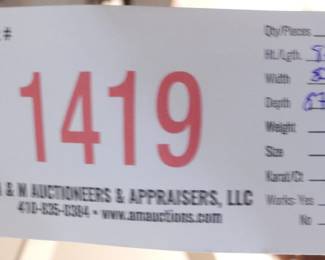 #
1419
& M AUCTIONEERS & APPRAISERS, LLC
410-835-0384 • www.amauctions.com
Qty/Pieces
Ht./Lgth.
Width
Depth
Weight
Size
Karat/Ct
Works: Yes
No